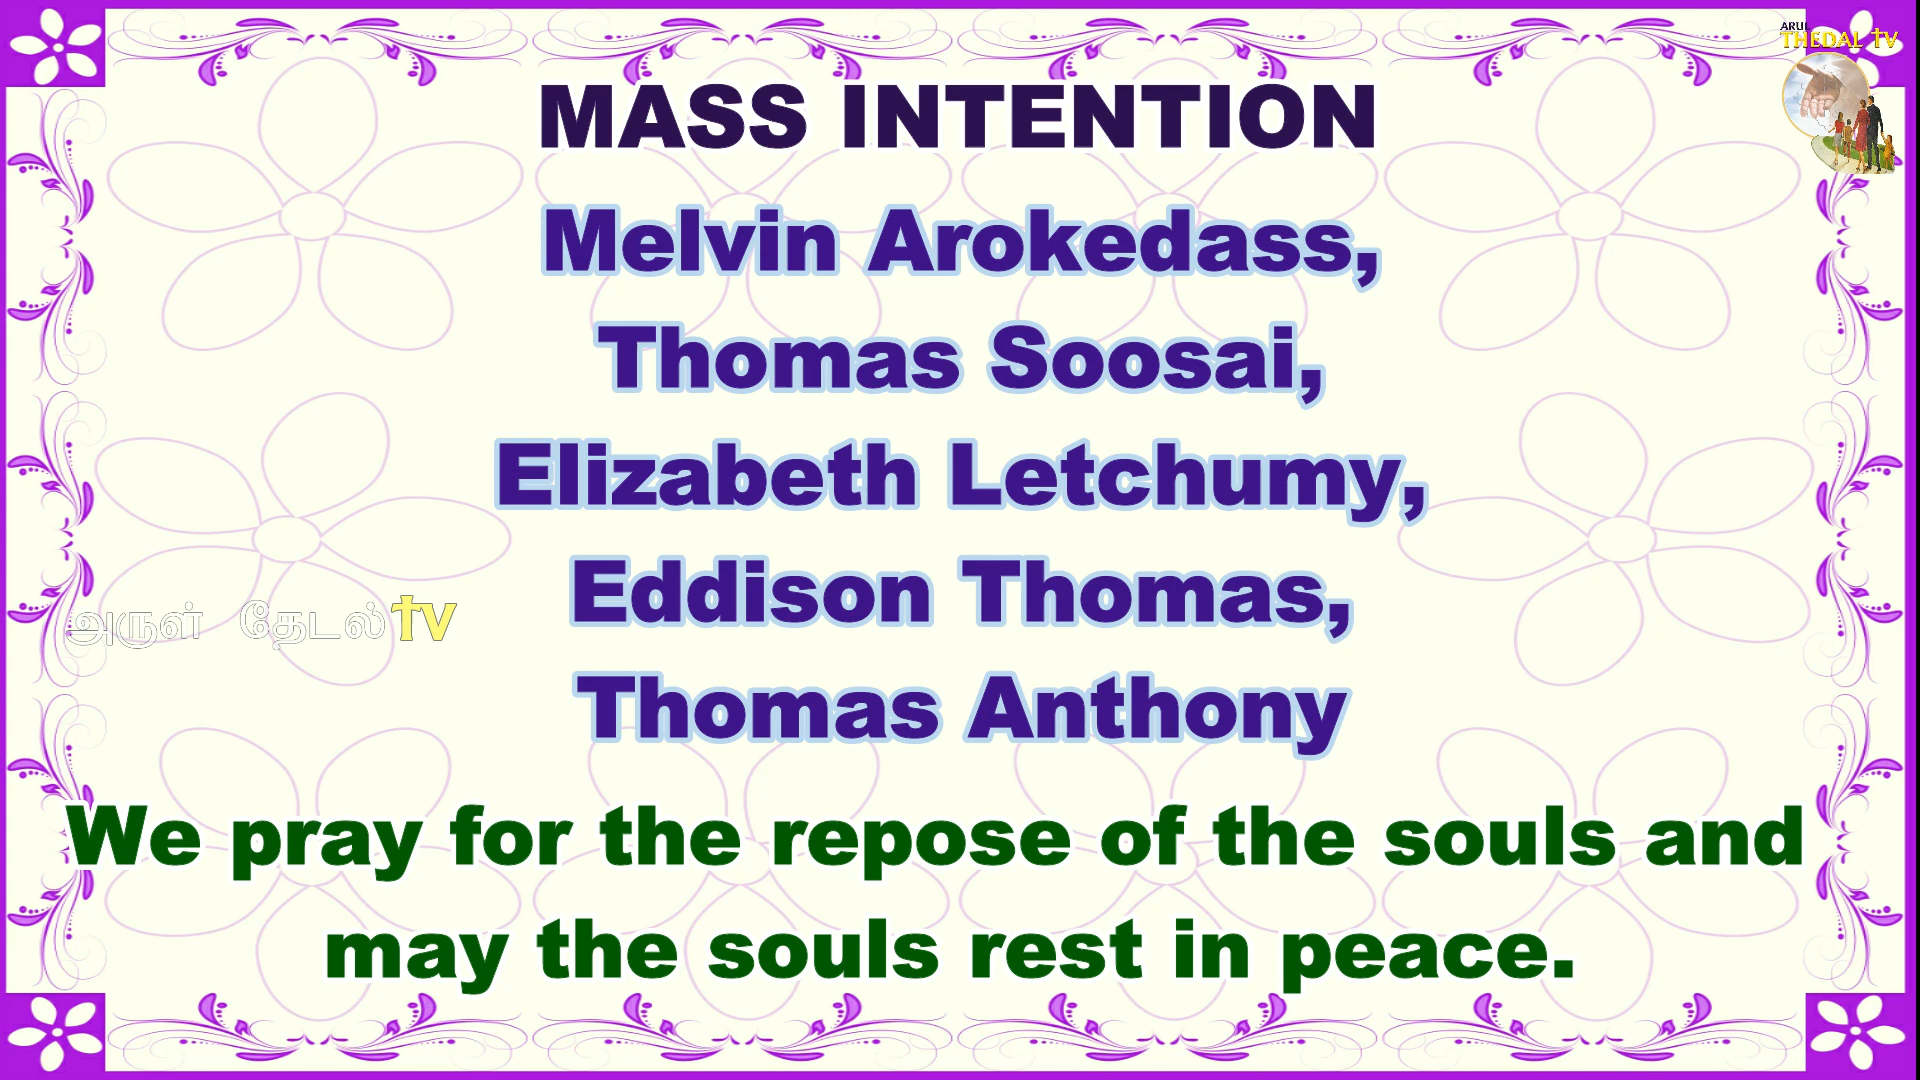 ARUL
THEDAL TV
MASS INTENTION
Melvin Arokedass,
Thomas Soosai,
Elizabeth Letchumy,
Eddison Thomas,
அருள் தேடல் TV
Thomas Anthony
We pray for the repose of the souls and
may the souls rest in peace.